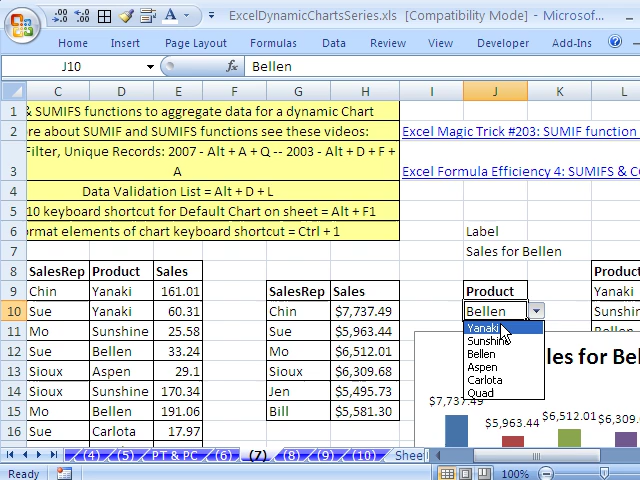 ExcelDynamicChartsSeries.xls [Compatibility Mode] - Microsof...
Home Page Layout Formulas Data View Developer Add-Ins
J10 fx Bellen
C D E F G H I J K L
1 & SUMIFS functions to aggregate data for a dynamic Chart
2 ore about SUMIF and SUMIFS functions see these videos: Excel Magic Trick #203: SUMIF function
3 Filter, Unique Records: 2007 - Alt + A + Q -- 2003 - Alt + D + F + A Excel Formula Efficiency 4: SUMIFS & CO
4 Data Validation List = Alt + D + L
5 10 keyboard shortcut for Default Chart on sheet = Alt + F1
6 ormat elements of chart keyboard shortcut = Ctrl + 1 Label
7 Sales for Bellen
8 SalesRep Product Sales Product
9 Chin Yanaki 161.01 SalesRep Sales Product Yanaki
10 Sue Yanaki 60.31 Chin $7,737.49 Bellen Sunshin
11 Mo Sunshine 25.58 Sue $5,963.44 Yanaki Bellen
12 Sue Bellen 33.24 Mo $6,512.01 Sunshine
Bellen les for Be
13 Sioux Aspen 29.1 Sioux $6,309.68 Aspen
14 Sioux Sunshine 170.34 Jen $5,495.73 Carlota
Quad
15 Mo Bellen 191.06 Bill $5,581.30 $7,737.49 $5,963.44 $6,512.01 $6,309.
16 Sue Carlota 17.97
(4) (5) PT & PC (6) (7) (8) (9) (10) Sheet
Ready 100%